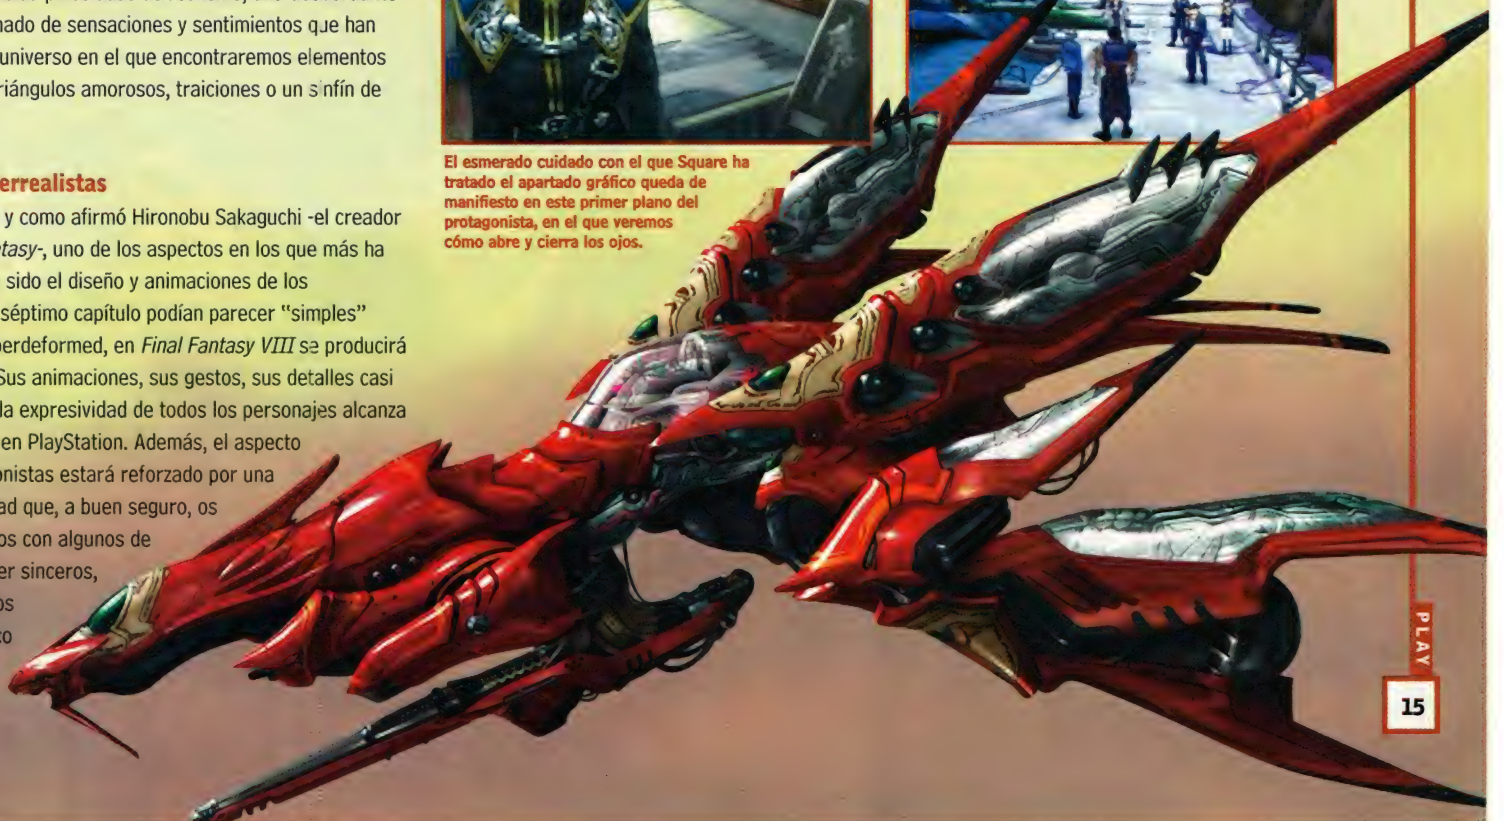 nado de sensaciones y sentimientos que han
universo en el que encontraremos elementos
riángulos amorosos, traiciones o un sinfín de
errealistas
y como afirmó Hironobu Sakaguchi -el creador
ntasy-, uno de los aspectos en los que más ha
sido el diseño y animaciones de los
séptimo capítulo podían parecer “simples”
perdeformed, en Final Fantasy VIII se producirá
Sus animaciones, sus gestos, sus detalles casi
la expresividad de todos los personajes alcanza
en PlayStation. Además, el aspecto
onistas estará reforzado por una
ad que, a buen seguro, os
os con algunos de
er sinceros,
os
co
El esmerado cuidado con el que Square ha
tratado el apartado gráfico queda de
manifiesto en este primer plano del
protagonista, en el que veremos
cómo abre y cierra los ojos.
PLAY
15